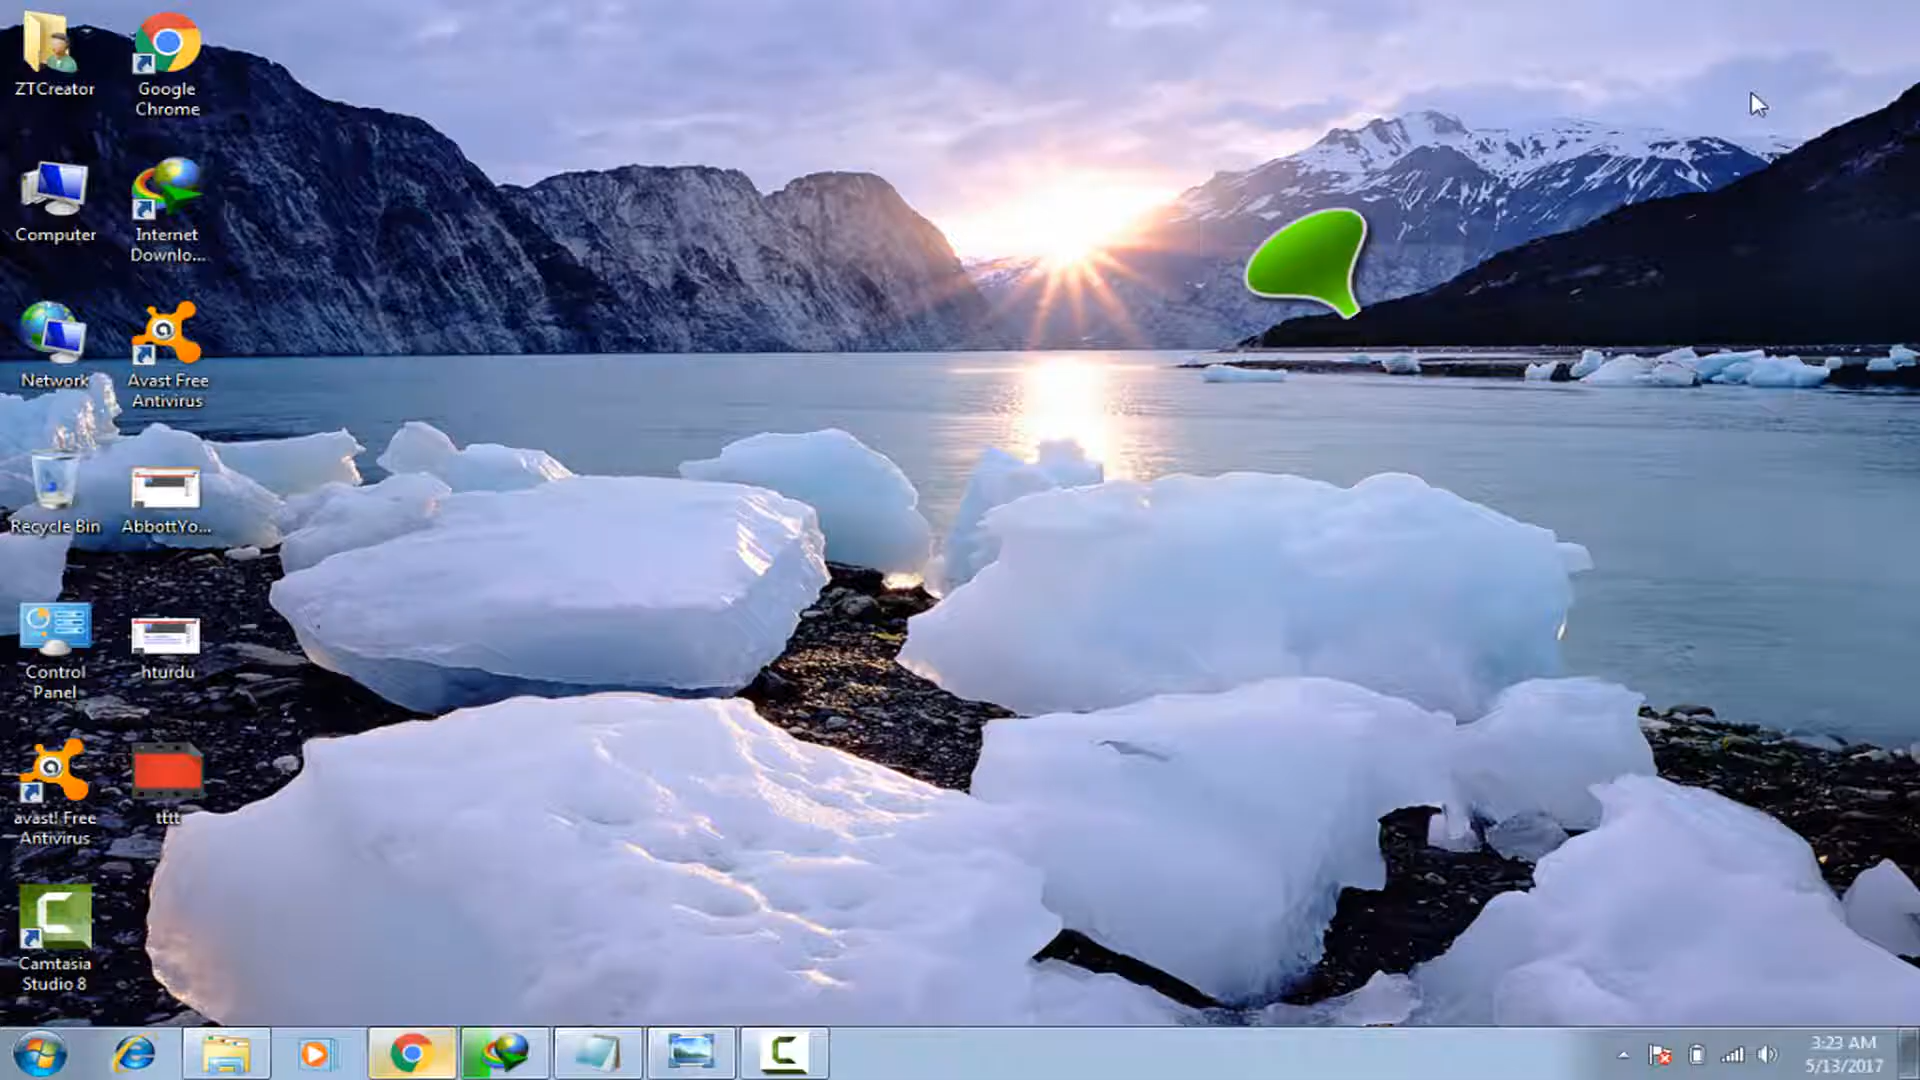 ZTCreator
Google
Chrome
Computer
Internet
Downlo...
Network
Avast Free
Antivirus
Recycle Bin
AbbottYo...
Control
Panel
hturdu
avast! Free
Antivirus
tttt
Camtasia
Studio 8
3:23 AM
5/13/2017